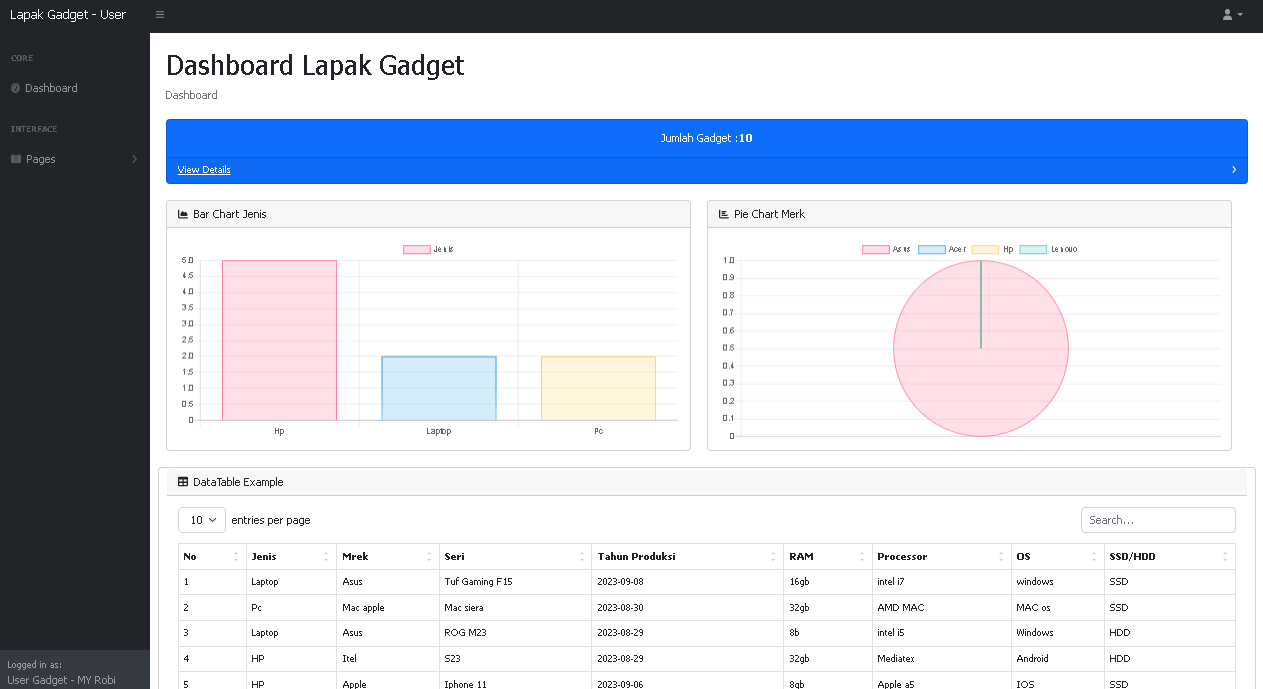 Lapak Gadget - User
CORE
Dashboard
INTERFACE
Pages
Logged in as:
User Gadget - MY Robi
Dashboard Lapak Gadget
Dashboard
Jumlah Gadget :10
View Details
Bar Chart Jenis
Jenis
5.0
4.5
4.0
3.5
3.0
2.5
2.0
1.5
1.0
0.5
0
Hp Laptop Pc
Pie Chart Merk
Asus Acer Hp Lenovo
1.0
0.9
0.8
0.7
0.6
0.5
0.4
0.3
0.2
0.1
0
DataTable Example
10 entries per page Search...
No Jenis Mrek Seri Tahun Produksi RAM Processor OS SSD/HDD
1 Laptop Asus Tuf Gaming F15 2023-09-08 16gb intel i7 windows SSD
2 Pc Mac apple Mac siera 2023-08-30 32gb AMD MAC MAC os SSD
3 Laptop Asus ROG M23 2023-08-29 8b intel i5 Windows HDD
4 HP Itel S23 2023-08-29 32gb Mediatex Android HDD
5 HP Apple Iphone 11 2023-09-06 8gb Apple a5 IOS SSD